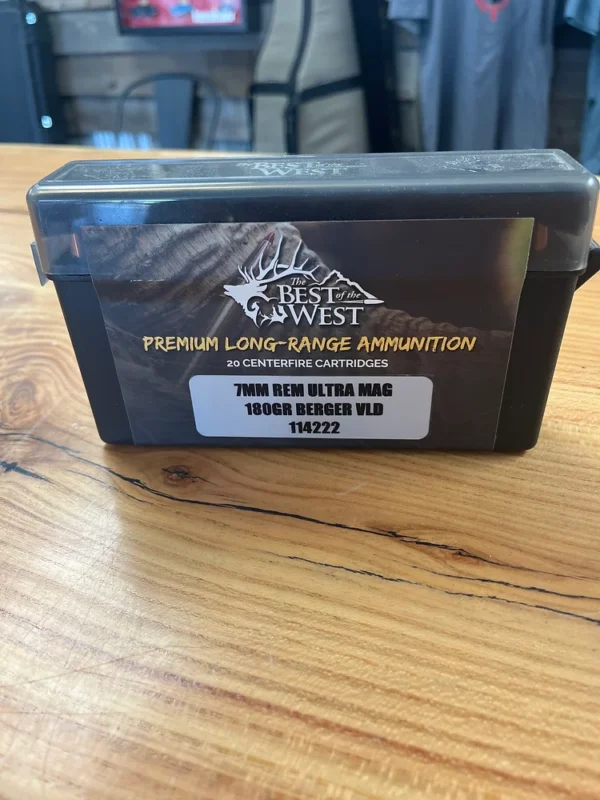 BEST of the
WEST
The
BEST of the
WEST
PREMIUM LONG-RANGE AMMUNITION
20 CENTERFIRE CARTRIDGES
7MM REM ULTRA MAG
180GR BERGER VLD
114222